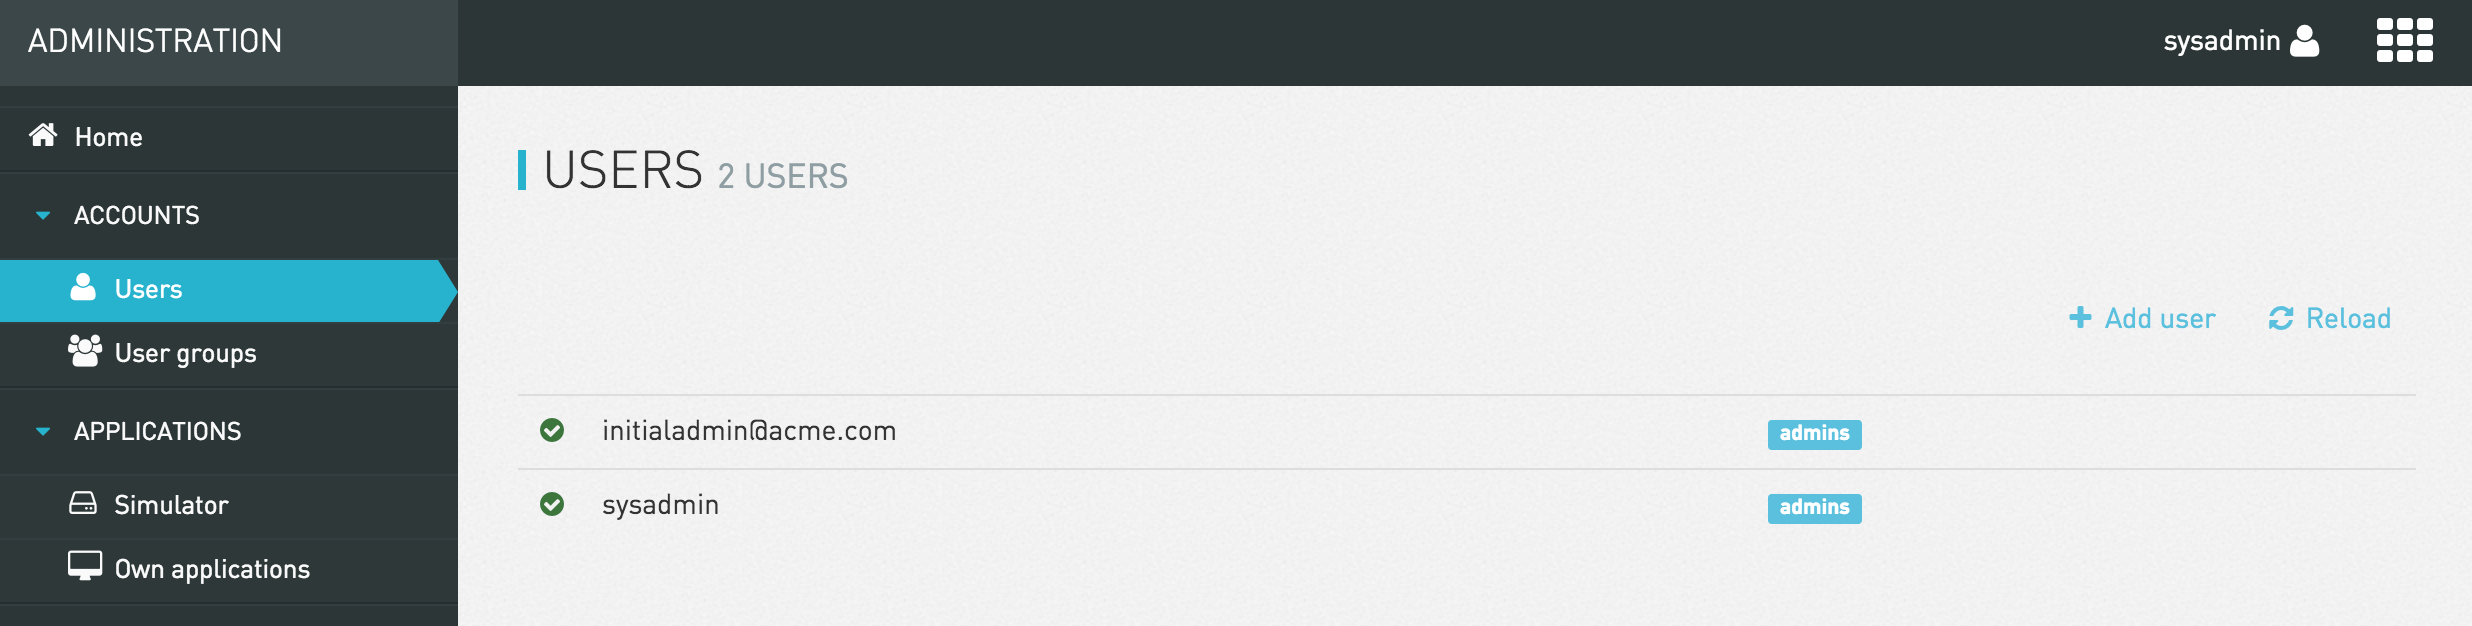 ADMINISTRATION
sysadmin
Home
ACCOUNTS
Users
User groups
APPLICATIONS
Simulator
Own applications
USERS 2 USERS
Add user Reload
initialadmin@acme.com admins
sysadmin admins